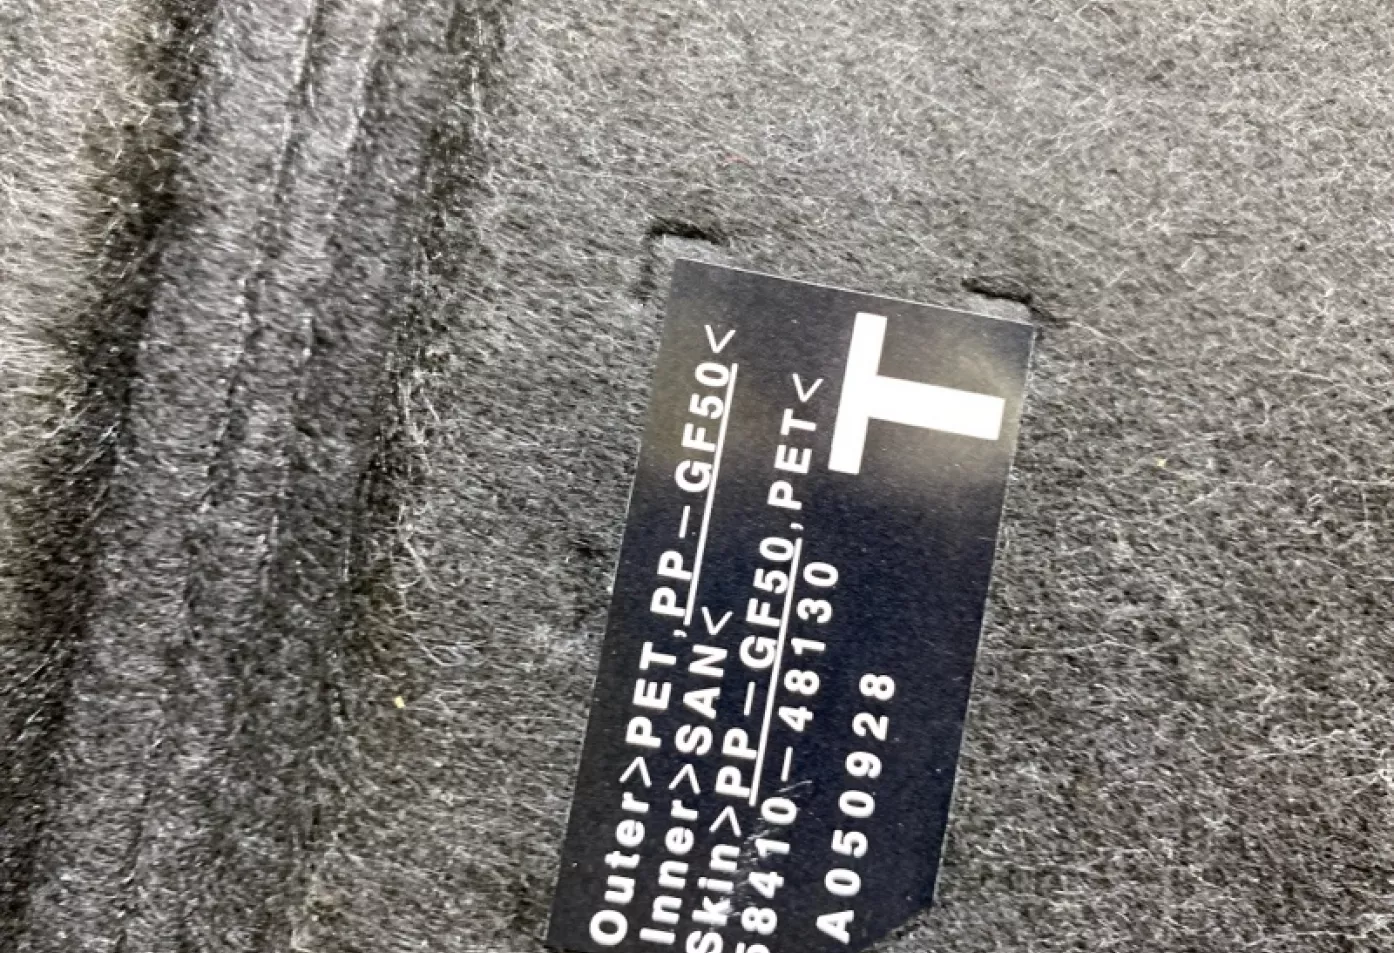 Outer>PET,PP-GF50<
Inner>SAN<
Skin>PP-GF50,PET<
58410-48130
A050928
T